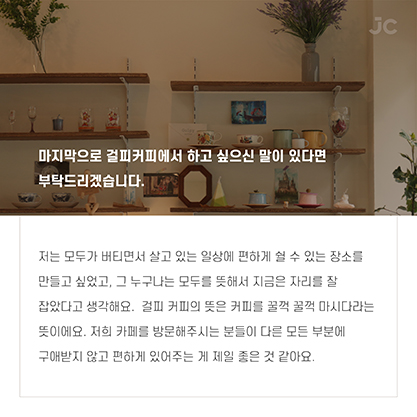 JC
마지막으로 걸피커피에서 하고 싶으신 말이 있다면
부탁드리겠습니다.
저는 모두가 버티면서 살고 있는 일상에 편하게 쉴 수 있는 장소를
만들고 싶었고, 그 누구나는 모두를 뜻해서 지금은 자리를 잘
잡았다고 생각해요. 걸피 커피의 뜻은 커피를 꿀꺽 꿀꺽 마시다라는
뜻이에요. 저희 카페를 방문해주시는 분들이 다른 모든 부분에
구애받지 않고 편하게 있어주는 게 제일 좋은 것 같아요.